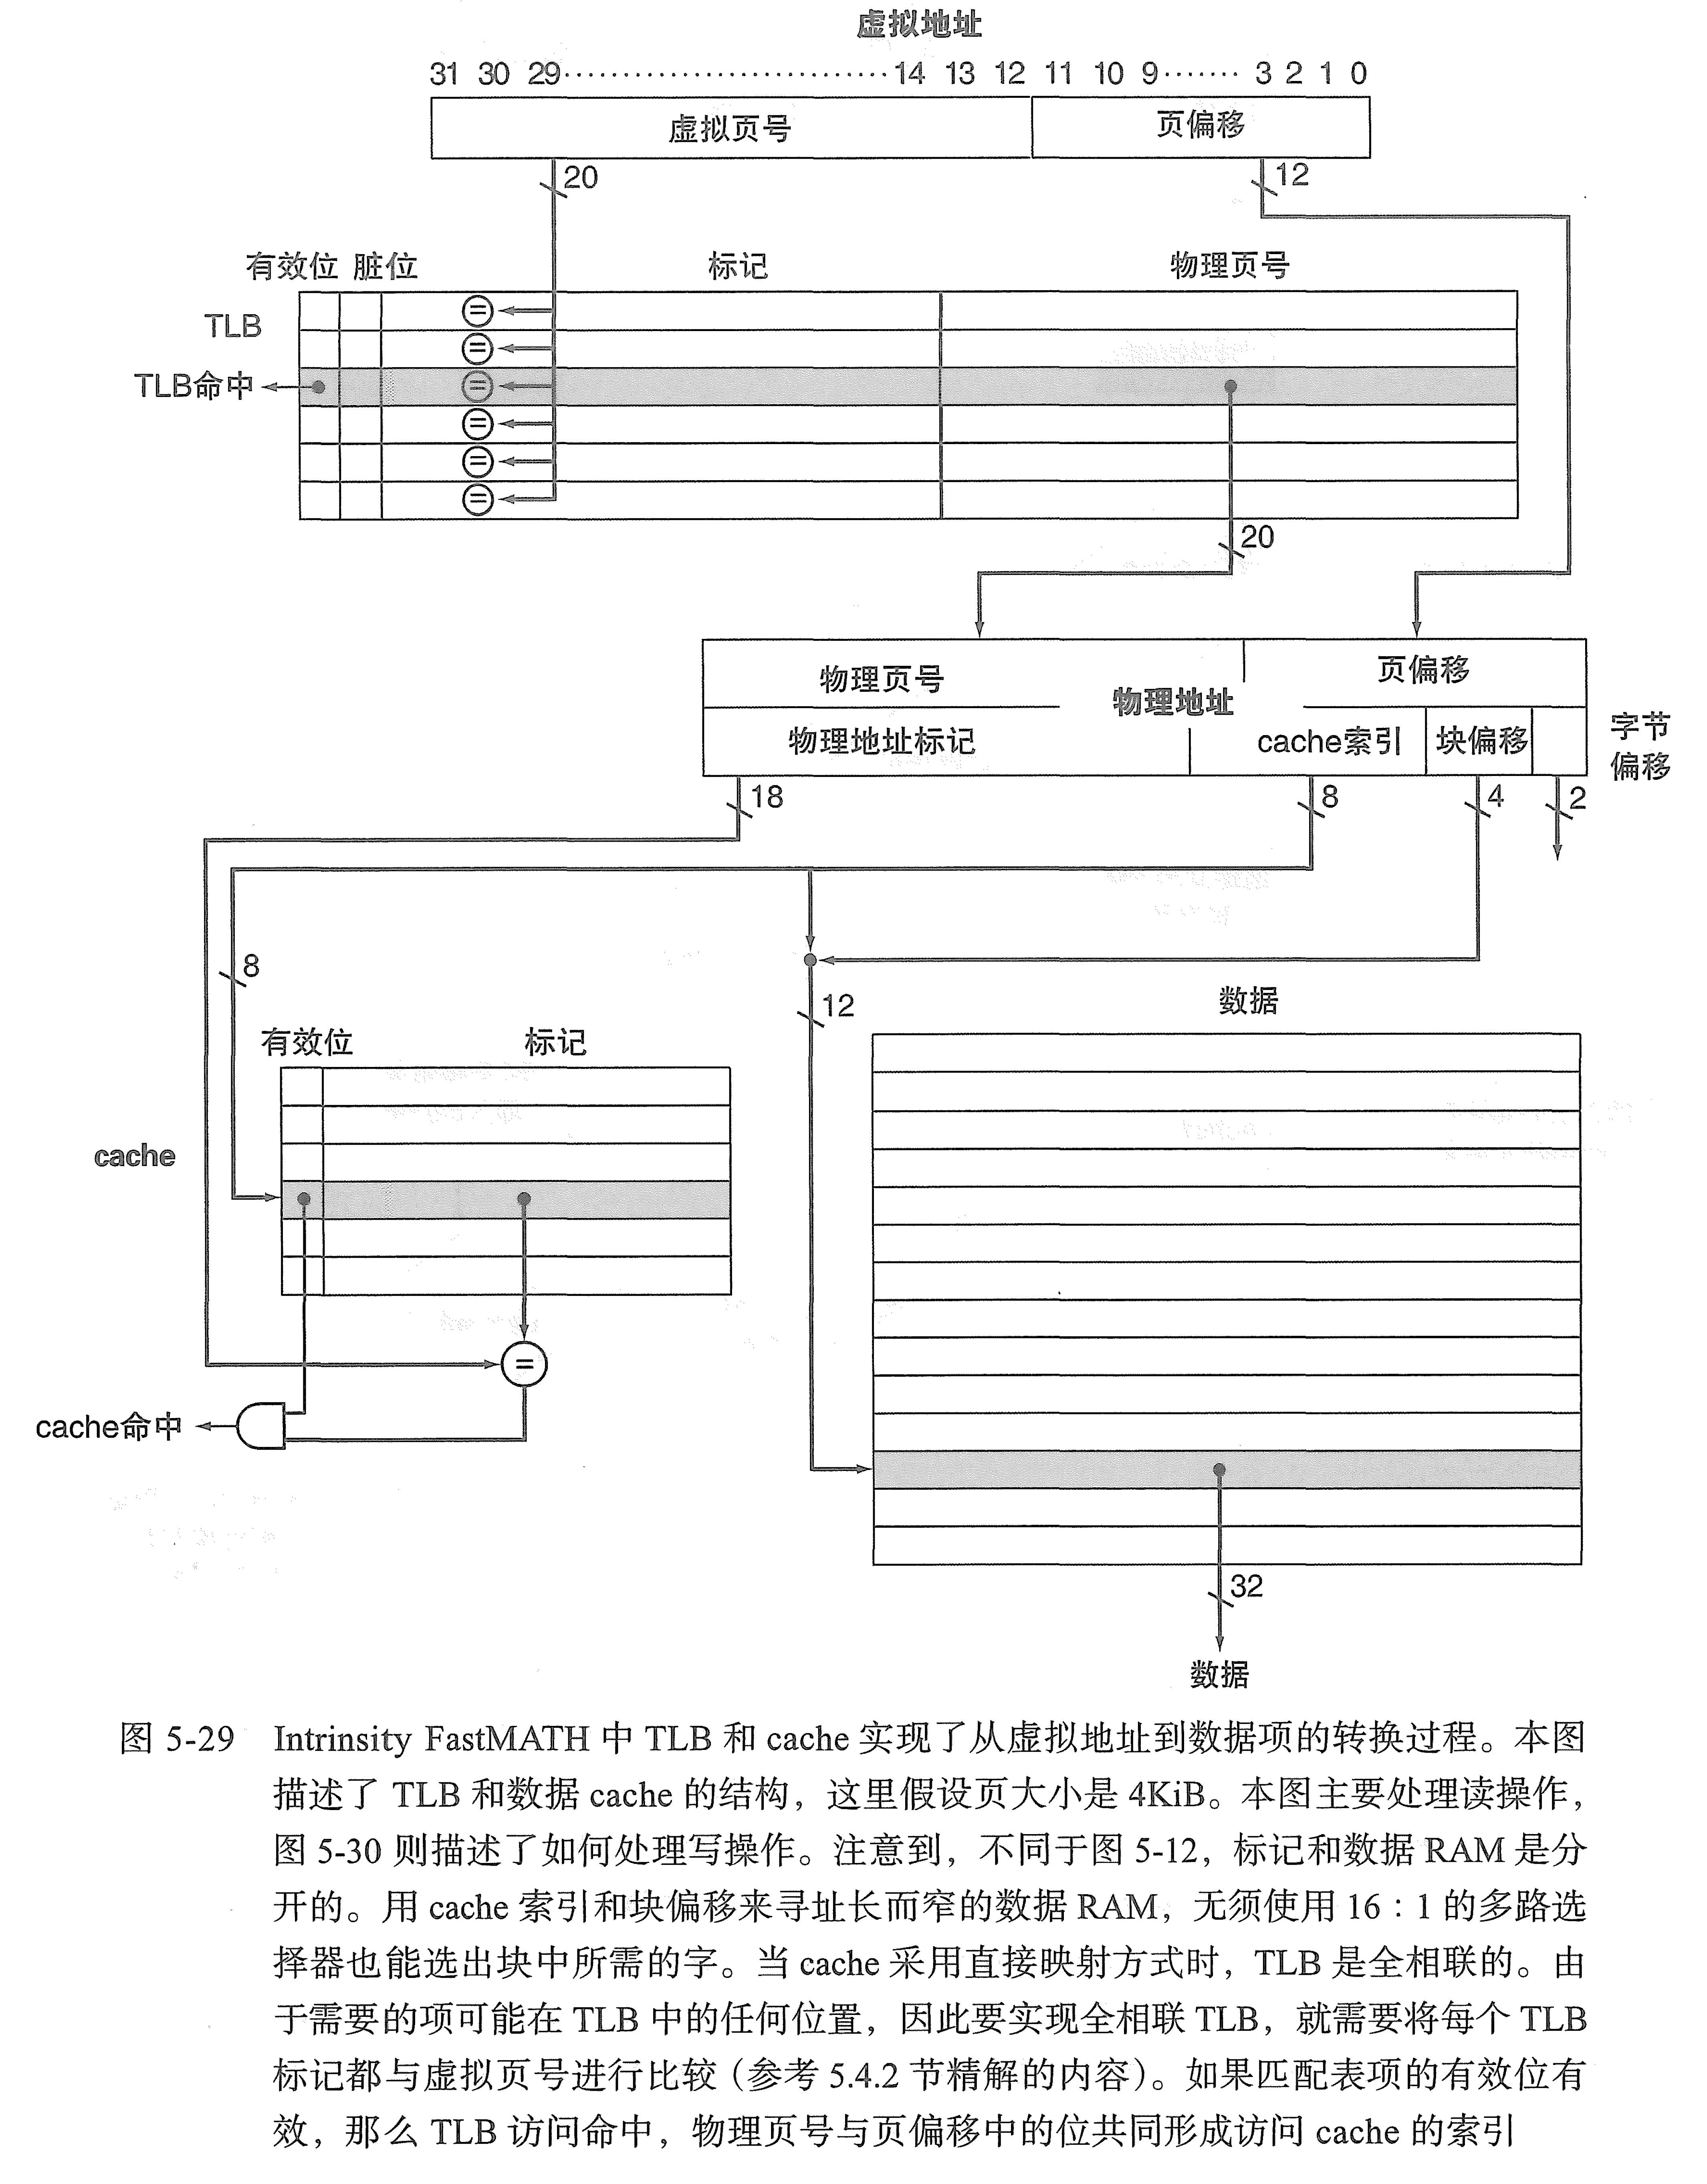 虚拟地址
31 30 29··························14 13 12 11 10 9······· 3 2 1 0
虚拟页号 页偏移
20 12
有效位 脏位 标记 物理页号
TLB
=
=
TLB命中 =
=
=
=
20
物理页号 页偏移
物理地址
物理地址标记 cache索引 块偏移 字节
偏移
18 8 4 2
8
12
数据
有效位 标记
cache
=
cache命中
32
数据
图 5-29 Intrinsity FastMATH 中 TLB 和 cache 实现了从虚拟地址到数据项的转换过程。本图
描述了 TLB 和数据 cache 的结构，这里假设页大小是 4KiB。本图主要处理读操作，
图 5-30 则描述了如何处理写操作。注意到，不同于图 5-12，标记和数据 RAM 是分
开的。用 cache 索引和块偏移来寻址长而窄的数据 RAM，无须使用 16：1 的多路选
择器也能选出块中所需的字。当 cache 采用直接映射方式时，TLB 是全相联的。由
于需要的项可能在 TLB 中的任何位置，因此要实现全相联 TLB，就需要将每个 TLB
标记都与虚拟页号进行比较（参考 5.4.2 节精解的内容）。如果匹配表项的有效位有
效，那么 TLB 访问命中，物理页号与页偏移中的位共同形成访问 cache 的索引